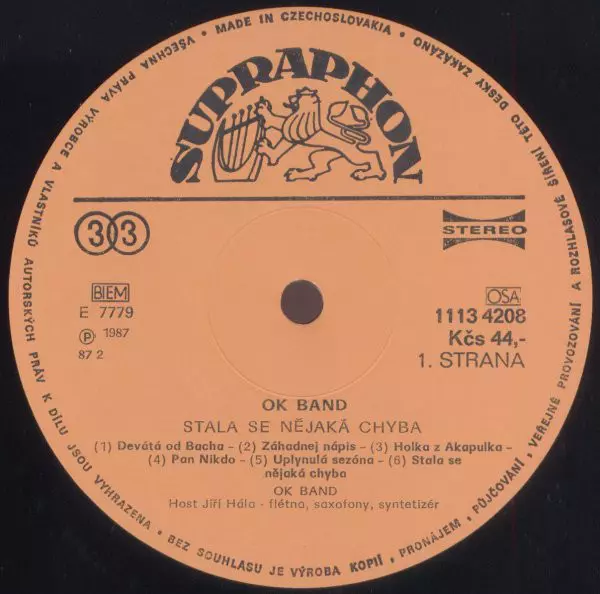 MADE IN CZECHOSLOVAKIA • VŠECHNA PRÁVA VÝROBCE A VLASTNÍKŮ AUTORSKÝCH PRÁV K DÍLU JSOU VYHRAZENA • BEZ SOUHLASU JE VÝROBA KOPIÍ, PRONÁJEM, PŮJČOVÁNÍ, VEŘEJNÉ PROVOZOVÁNÍ A ROZHLASOVÉ ŠÍŘENÍ TÉTO DESKY ZAKÁZÁNO •
SUPRAPHON
33
STEREO
BIEM
E 7779
℗ 1987
87 2
OSA
1113 4208
Kčs 44,-
1. STRANA
OK BAND
STALA SE NĚJAKÁ CHYBA
(1) Devátá od Bacha – (2) Záhadnej nápis – (3) Holka z Akapulka –
(4) Pan Nikdo – (5) Uplynulá sezóna – (6) Stala se
nějaká chyba
OK BAND
Host Jiří Hála - flétna, saxofony, syntetizér